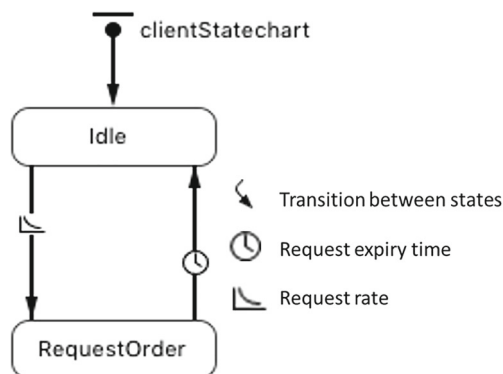 clientStatechart
Idle
Transition between states
Request expiry time
Request rate
RequestOrder